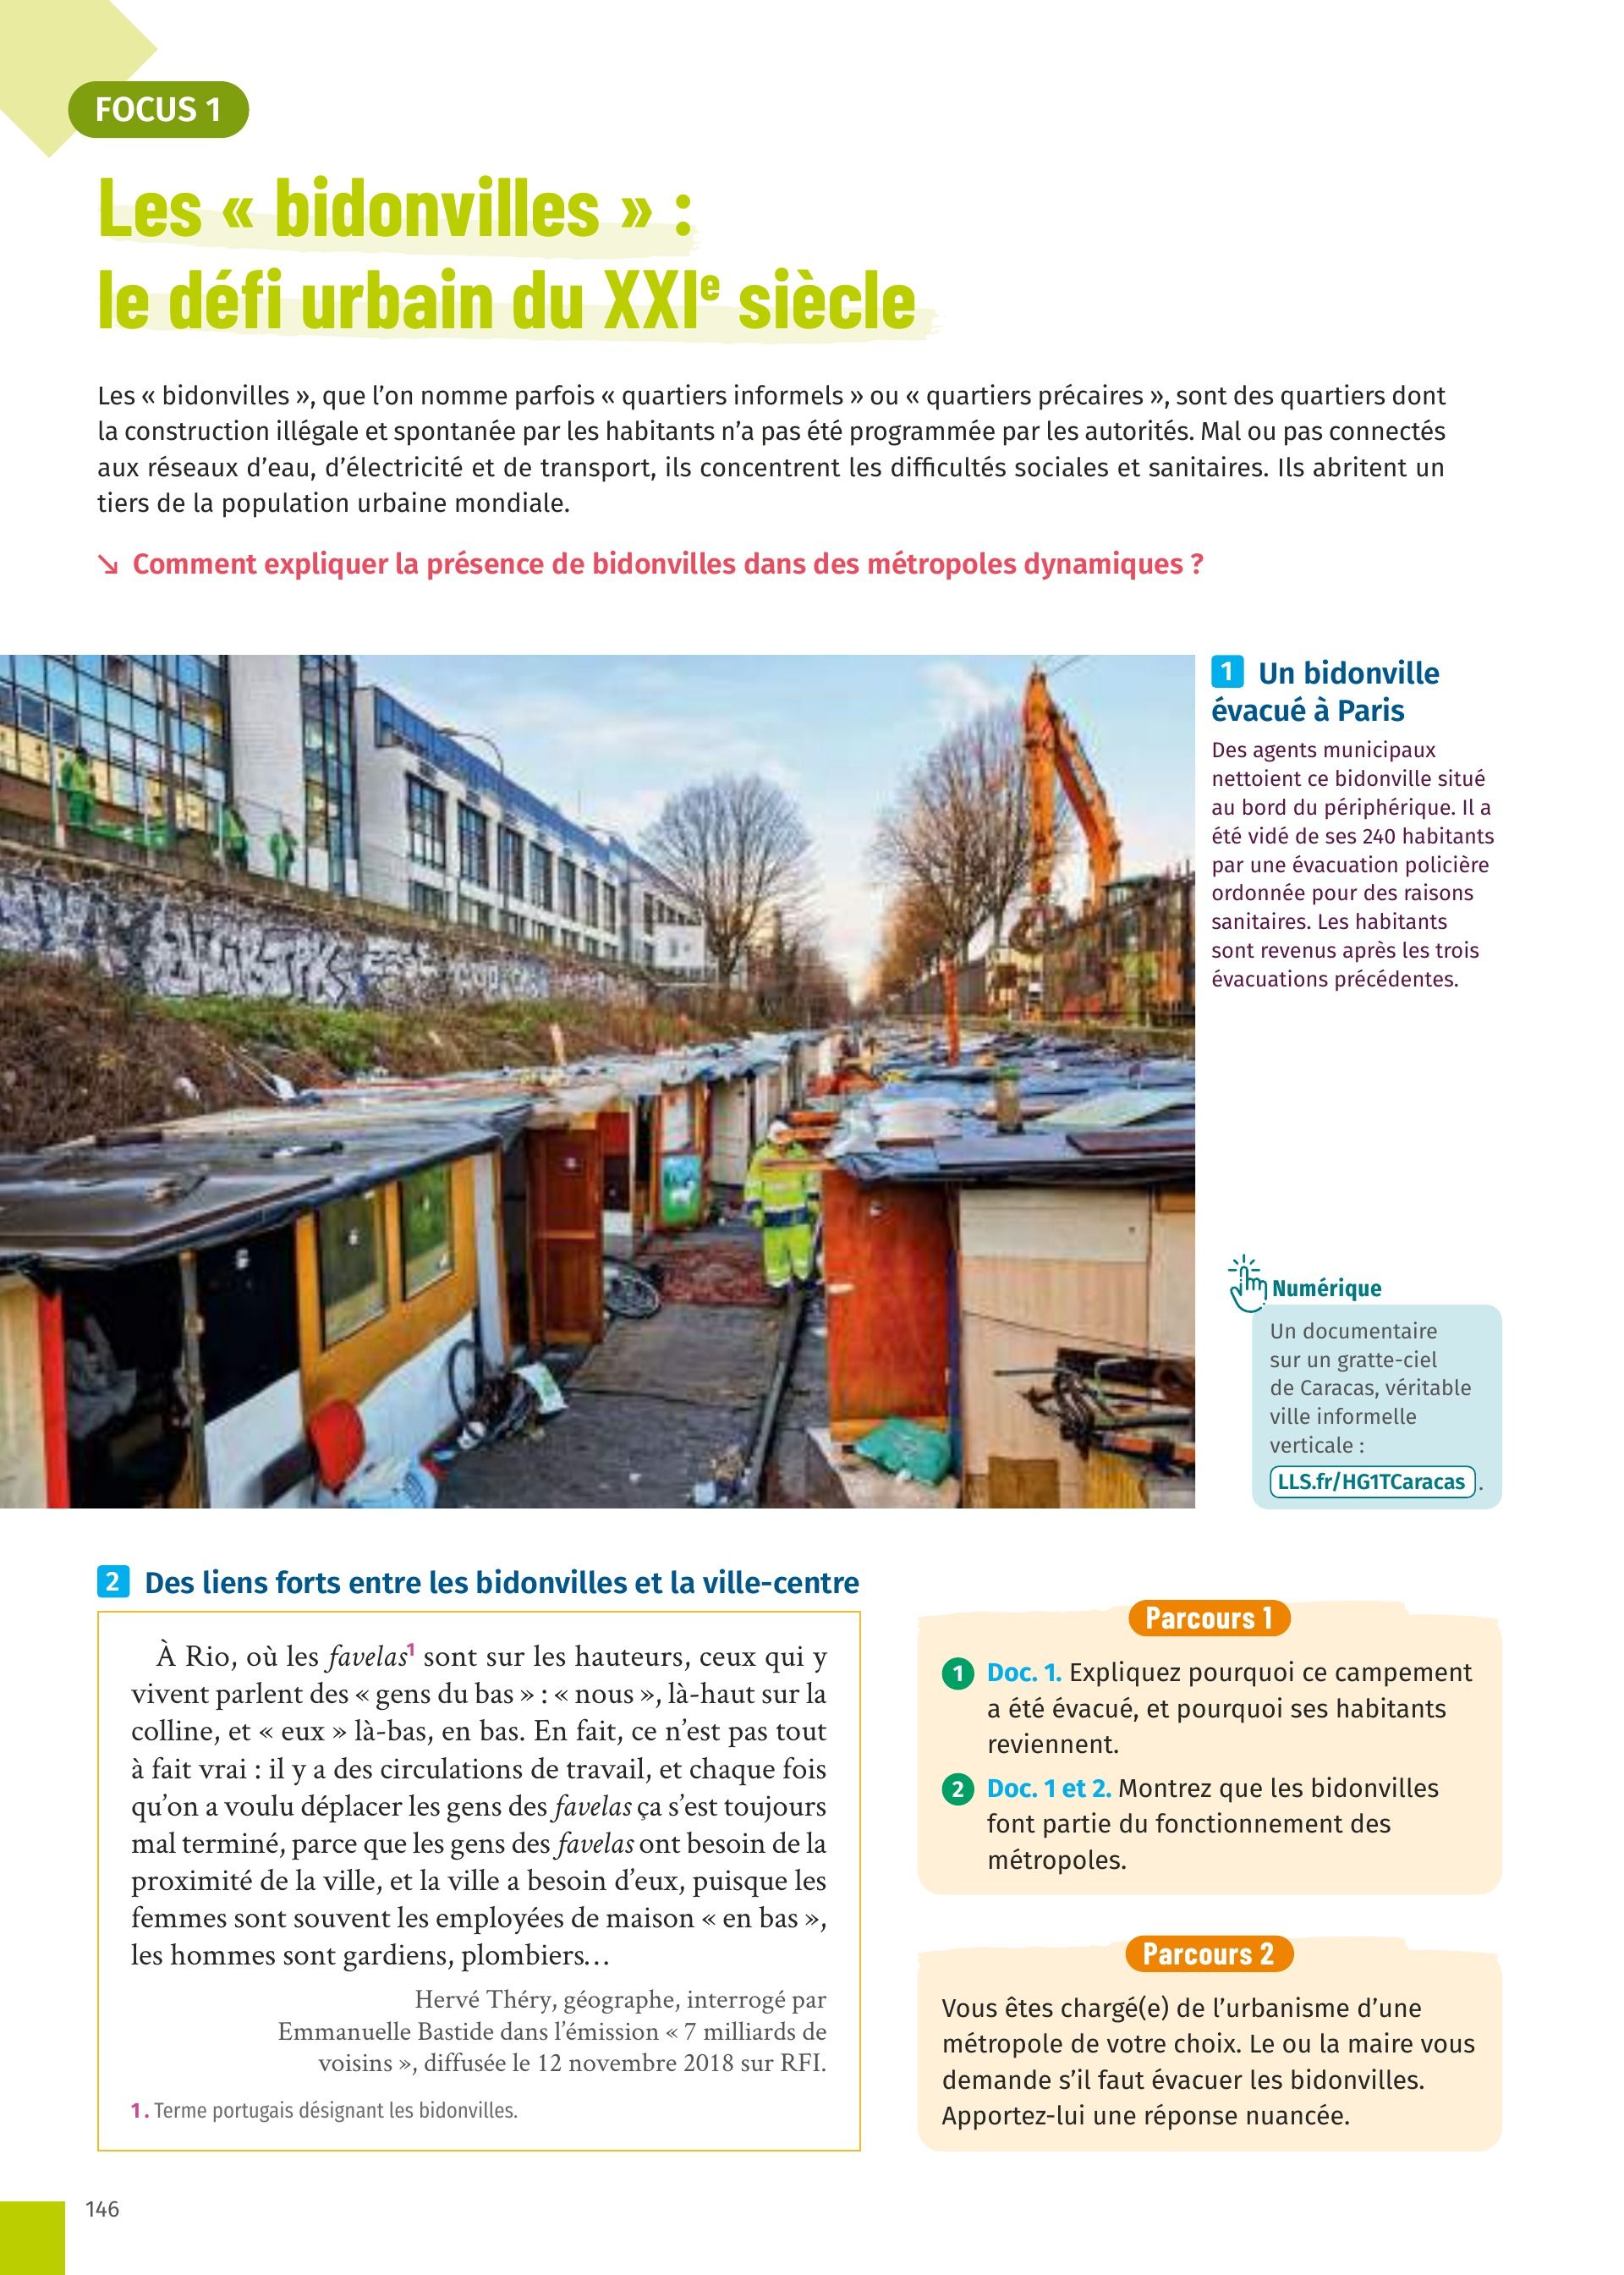 FOCUS 1
Les « bidonvilles » :
le défi urbain du XXIe siècle
Les « bidonvilles », que l’on nomme parfois « quartiers informels » ou « quartiers précaires », sont des quartiers dont
la construction illégale et spontanée par les habitants n’a pas été programmée par les autorités. Mal ou pas connectés
aux réseaux d’eau, d’électricité et de transport, ils concentrent les difficultés sociales et sanitaires. Ils abritent un
tiers de la population urbaine mondiale.
↘ Comment expliquer la présence de bidonvilles dans des métropoles dynamiques ?
1 Un bidonville
évacué à Paris
Des agents municipaux
nettoient ce bidonville situé
au bord du périphérique. Il a
été vidé de ses 240 habitants
par une évacuation policière
ordonnée pour des raisons
sanitaires. Les habitants
sont revenus après les trois
évacuations précédentes.
Numérique
Un documentaire
sur un gratte-ciel
de Caracas, véritable
ville informelle
verticale :
LLS.fr/HG1TCaracas .
2 Des liens forts entre les bidonvilles et la ville-centre
À Rio, où les favelas1 sont sur les hauteurs, ceux qui y
vivent parlent des « gens du bas » : « nous », là-haut sur la
colline, et « eux » là-bas, en bas. En fait, ce n’est pas tout
à fait vrai : il y a des circulations de travail, et chaque fois
qu’on a voulu déplacer les gens des favelas ça s’est toujours
mal terminé, parce que les gens des favelas ont besoin de la
proximité de la ville, et la ville a besoin d’eux, puisque les
femmes sont souvent les employées de maison « en bas »,
les hommes sont gardiens, plombiers…
Hervé Théry, géographe, interrogé par
Emmanuelle Bastide dans l’émission « 7 milliards de
voisins », diffusée le 12 novembre 2018 sur RFI.
1. Terme portugais désignant les bidonvilles.
Parcours 1
1 Doc. 1. Expliquez pourquoi ce campement
a été évacué, et pourquoi ses habitants
reviennent.
2 Doc. 1 et 2. Montrez que les bidonvilles
font partie du fonctionnement des
métropoles.
Parcours 2
Vous êtes chargé(e) de l’urbanisme d’une
métropole de votre choix. Le ou la maire vous
demande s’il faut évacuer les bidonvilles.
Apportez-lui une réponse nuancée.
146